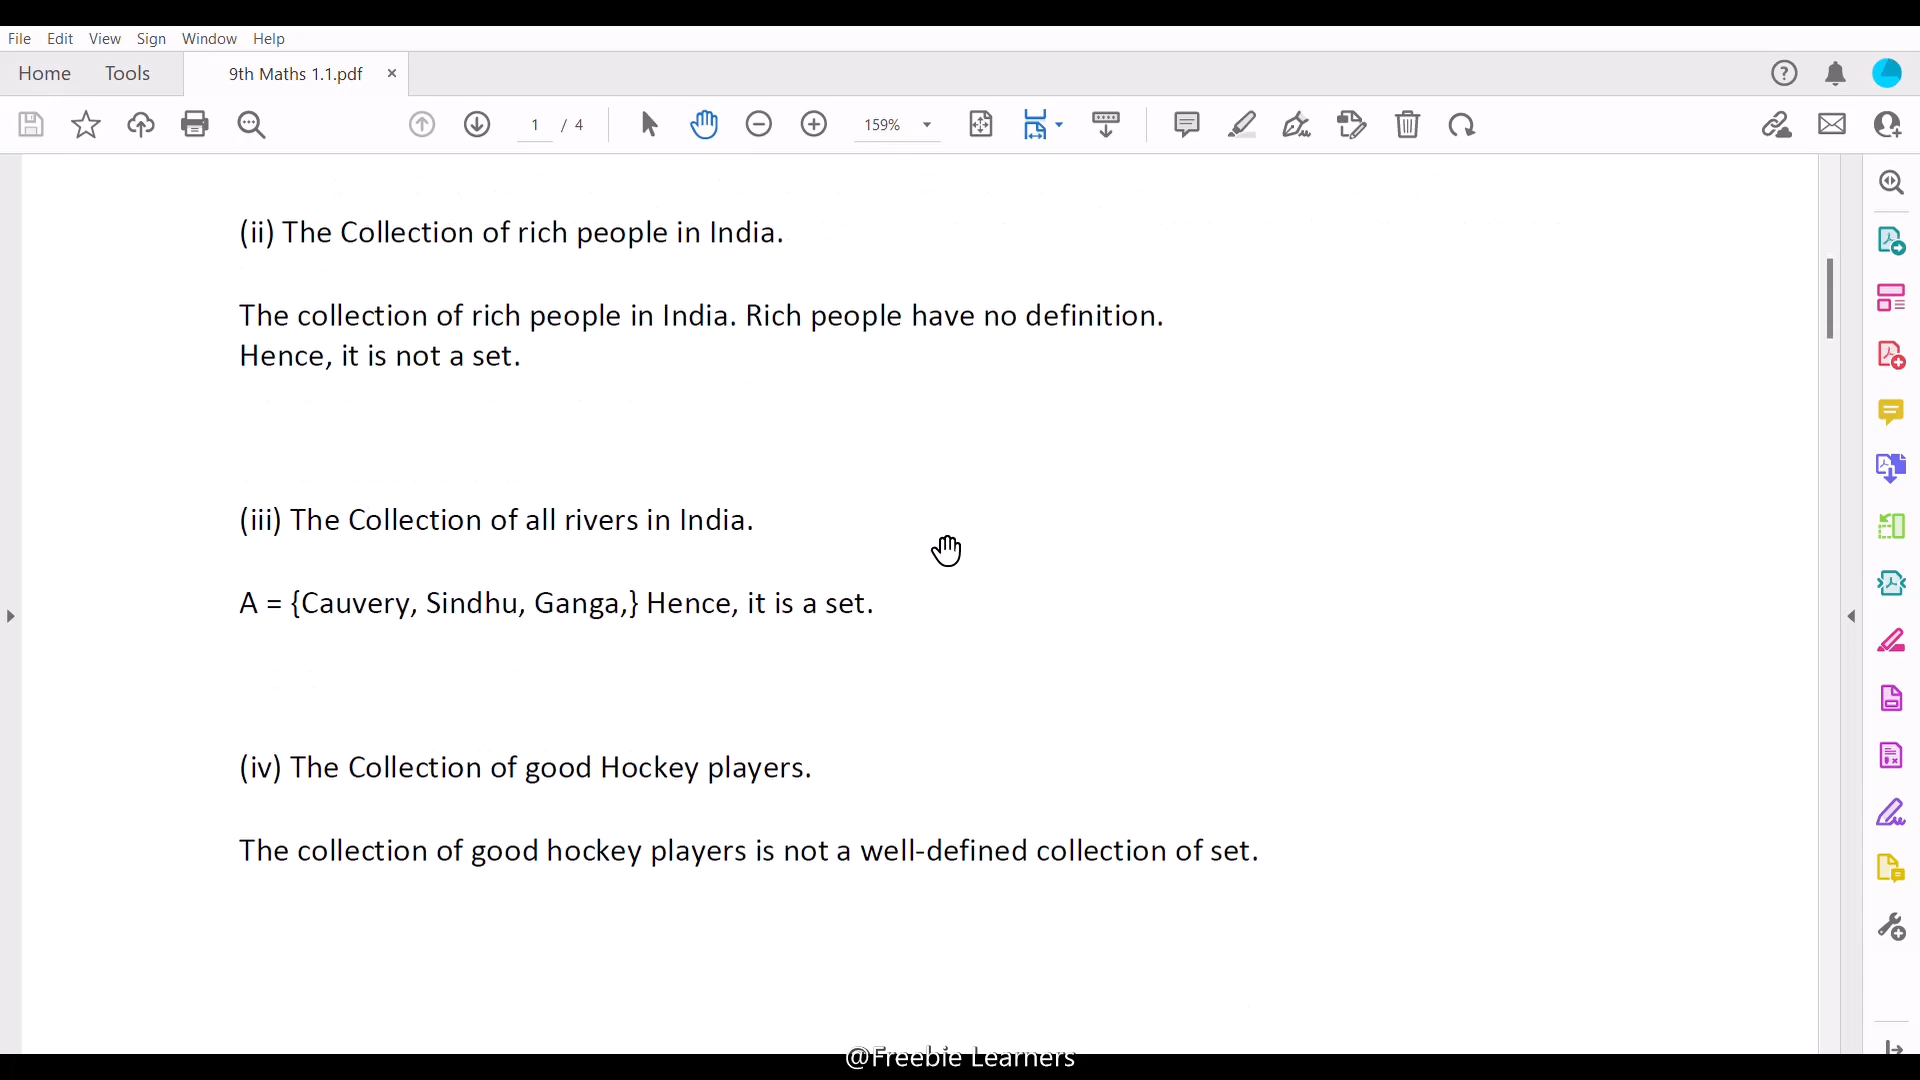 File Edit View Sign Window Help
Home Tools 9th Maths 1.1.pdf ×
1 / 4 159%
(ii) The Collection of rich people in India.
The collection of rich people in India. Rich people have no definition.
Hence, it is not a set.
(iii) The Collection of all rivers in India.
A = {Cauvery, Sindhu, Ganga,} Hence, it is a set.
(iv) The Collection of good Hockey players.
The collection of good hockey players is not a well-defined collection of set.
@Freebie Learners